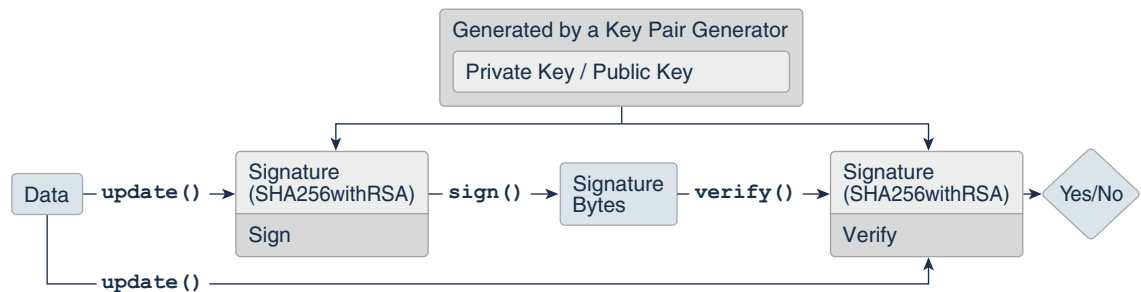 Generated by a Key Pair Generator
Private Key / Public Key
Data
update()
Signature
(SHA256withRSA)
Sign
sign()
Signature
Bytes
verify()
Signature
(SHA256withRSA)
Verify
Yes/No
update()